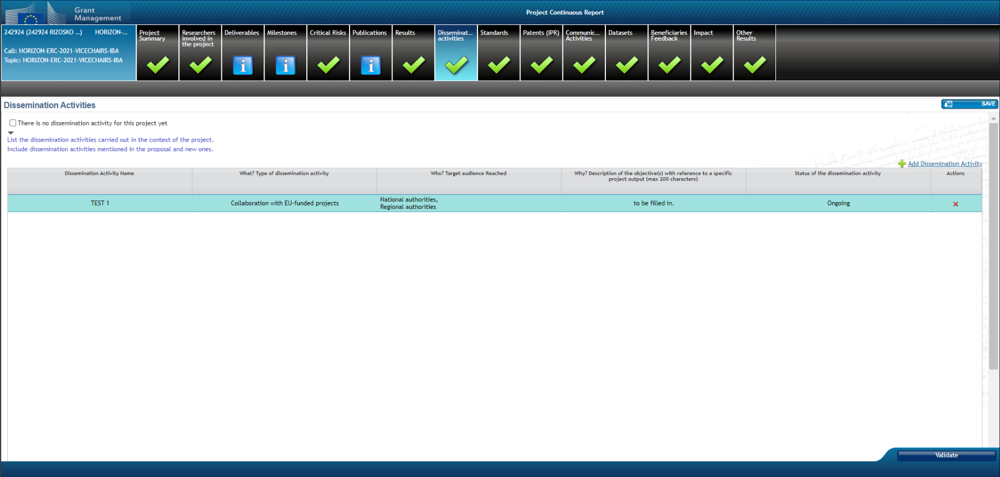 Grant
Management
Project Continuous Report
242924 (242924 RIZOSKO ..) HORIZON-..
Call: HORIZON-ERC-2021-VICECHAIRS-IBA
Topic: HORIZON-ERC-2021-VICECHAIRS-IBA
Project
Summary
Researchers
involved in
the project
Deliverables
Milestones
Critical Risks
Publications
Results
Disseminat...
activities
Standards
Patents (IPR)
Communic...
Activities
Datasets
Beneficiaries
Feedback
Impact
Other
Results
Dissemination Activities
SAVE
There is no dissemination activity for this project yet
List the dissemination activities carried out in the context of the project.
Include dissemination activities mentioned in the proposal and new ones.
Add Dissemination Activity
Dissemination Activity Name
What? Type of dissemination activity
Who? Target audience Reached
Why? Description of the objective(s) with reference to a specific
project output (max 200 characters)
Status of the dissemination activity
Actions
TEST 1
Collaboration with EU-funded projects
National authorities,
Regional authorities
to be filled in.
Ongoing
Validate